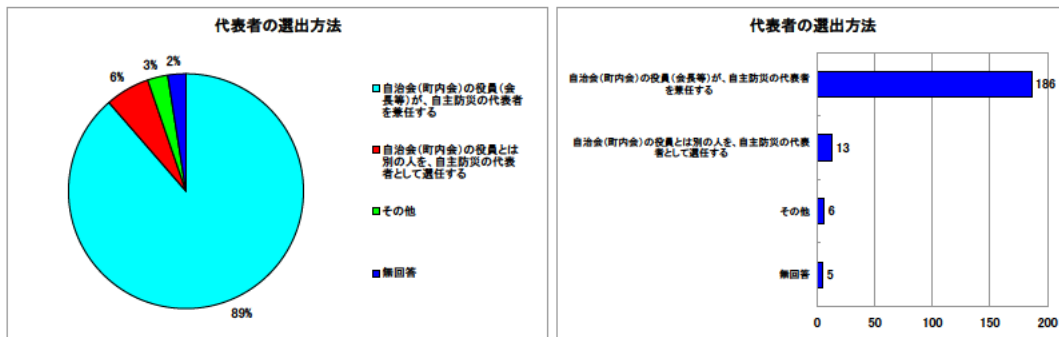 代表者の選出方法
2%
3%
6%
89%
自治会(町内会)の役員(会
長等)が、自主防災の代表者
を兼任する
自治会(町内会)の役員とは
別の人を、自主防災の代表
者として選任する
その他
無回答
代表者の選出方法
自治会(町内会)の役員(会長等)が、自主防災の代表者
を兼任する
186
自治会(町内会)の役員とは別の人を、自主防災の代表
者として選任する
13
その他
6
無回答
5
0 50 100 150 200